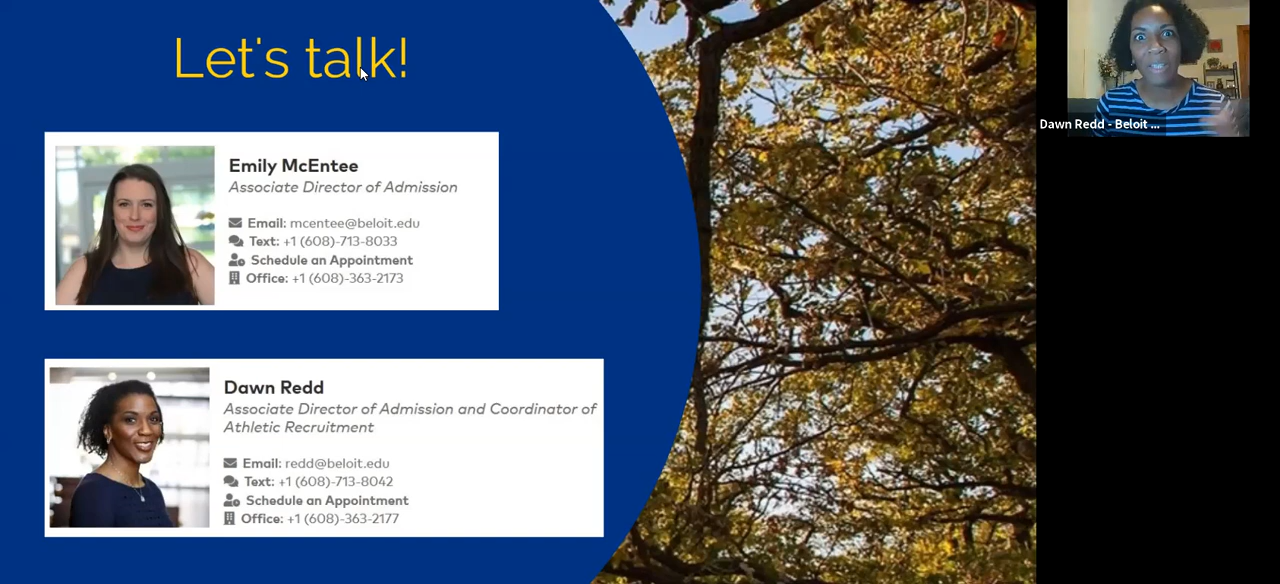 Let's talk!
Emily McEntee
Associate Director of Admission
Email: mcentee@beloit.edu
Text: +1 (608)-713-8033
Schedule an Appointment
Office: +1 (608)-363-2173
Dawn Redd
Associate Director of Admission and Coordinator of
Athletic Recruitment
Email: redd@beloit.edu
Text: +1 (608)-713-8042
Schedule an Appointment
Office: +1 (608)-363-2177
Dawn Redd - Beloit ...